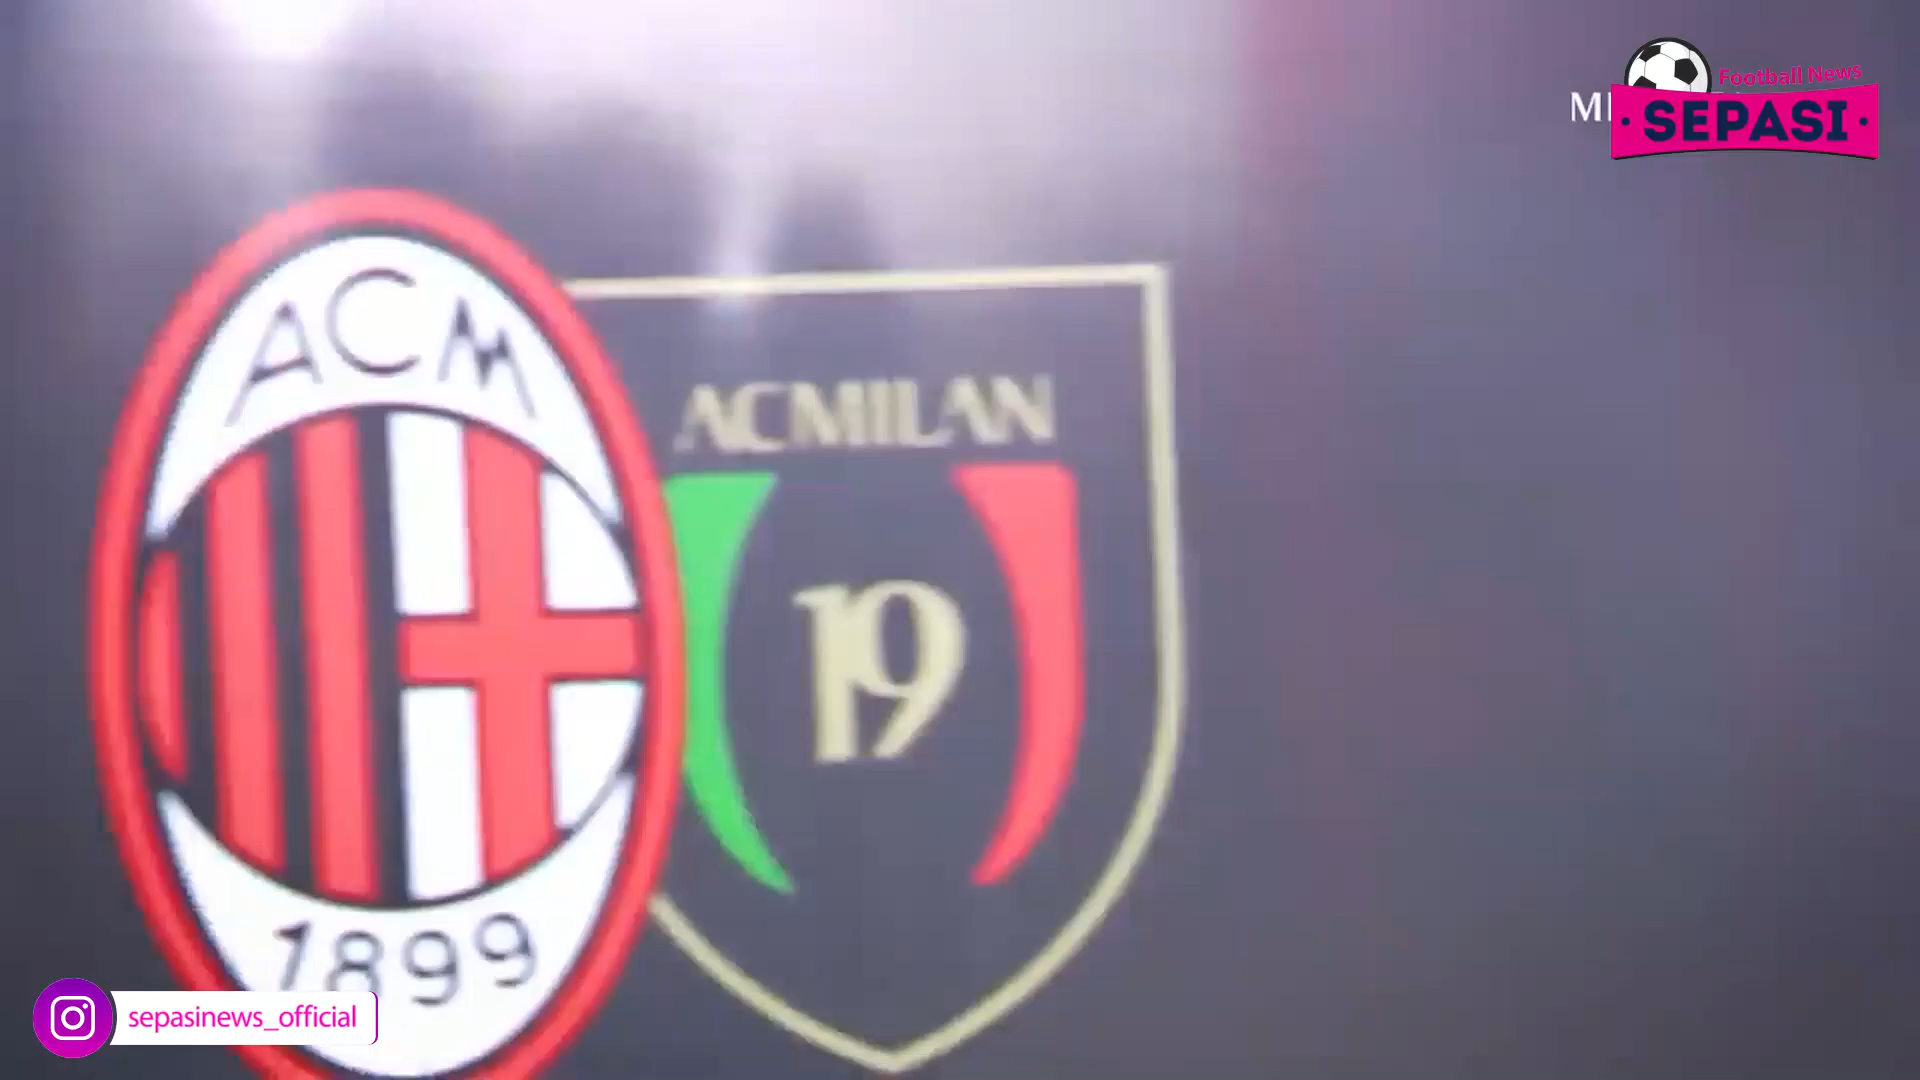 Football News
· SEPASI ·
ACM
ACMILAN
19
1899
sepasinews_official